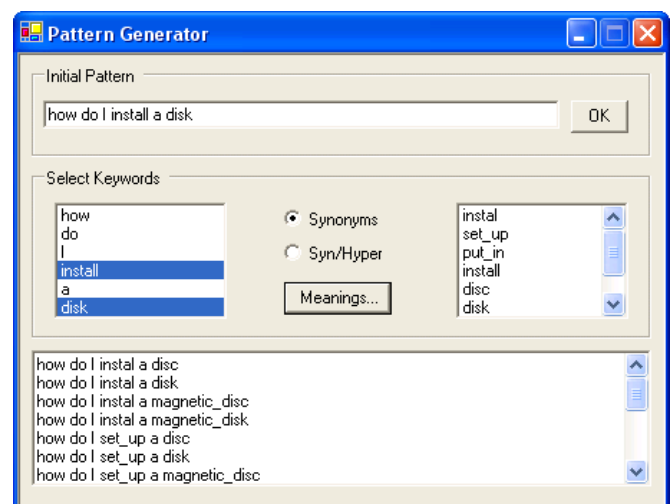 Pattern Generator
Initial Pattern
how do I install a disk
OK
Select Keywords
how
do
I
install
a
disk
Synonyms
Syn/Hyper
Meanings...
instal
set_up
put_in
install
disc
disk
how do I instal a disc
how do I instal a disk
how do I instal a magnetic_disc
how do I instal a magnetic_disk
how do I set_up a disc
how do I set_up a disk
how do I set_up a magnetic_disc